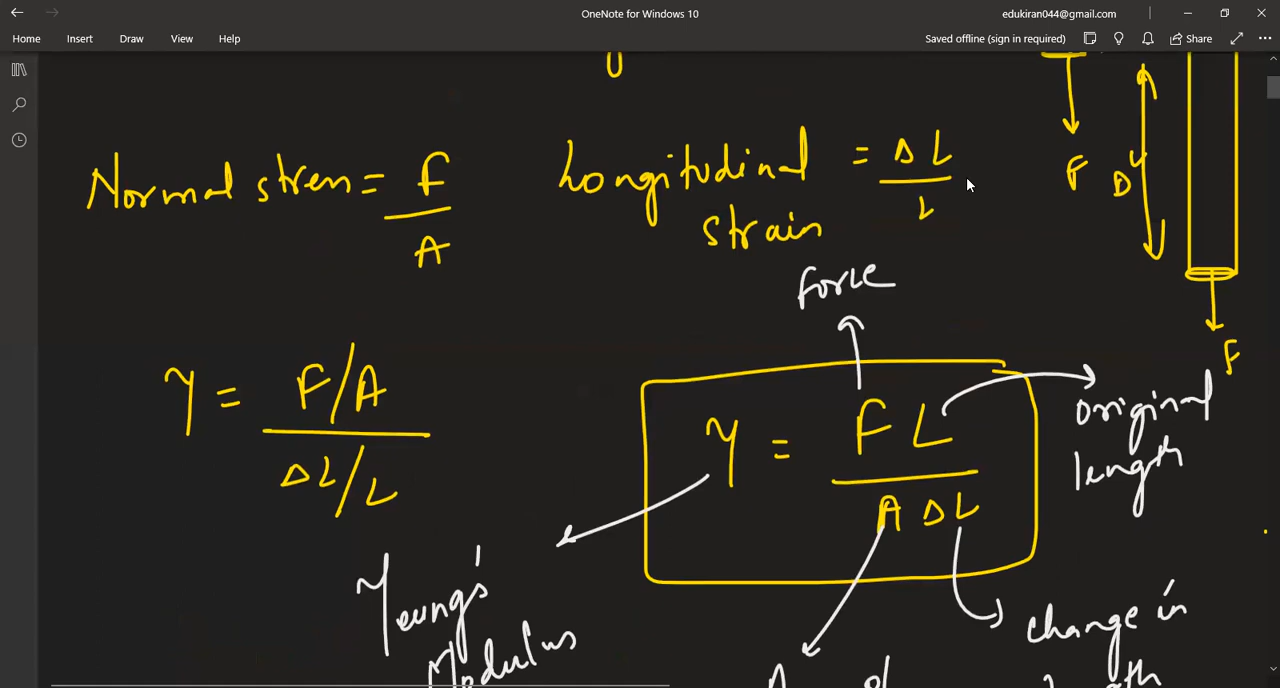 OneNote for Windows 10
edukiran044@gmail.com
Home Insert Draw View Help
Saved offline (sign in required)
Share
Normal stress = F/A
Longitudinal strain = ΔL/L
F
D
F
Force
Y = F/A / ΔL/L
Y = FL / A ΔL
original
length
Young's
Modulus
change in
length